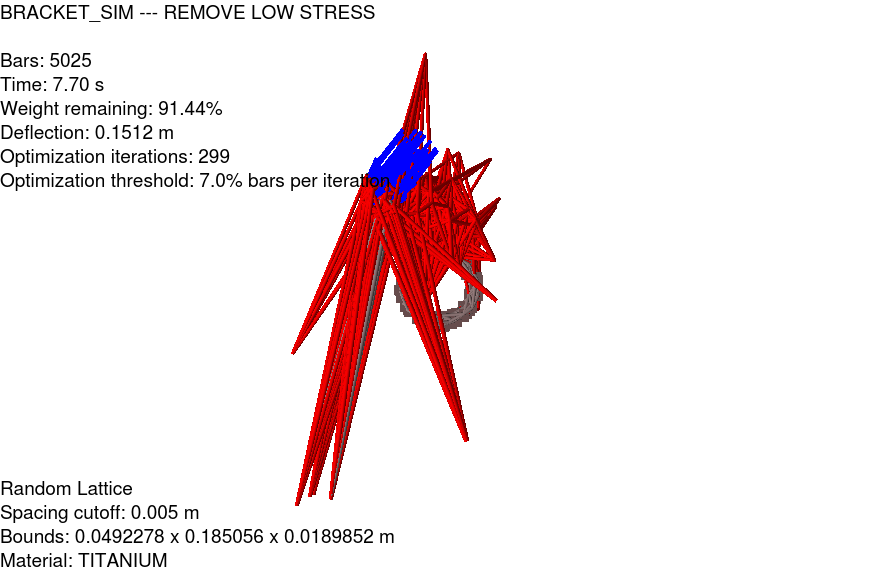 BRACKET_SIM --- REMOVE LOW STRESS
Bars: 5025
Time: 7.70 s
Weight remaining: 91.44%
Deflection: 0.1512 m
Optimization iterations: 299
Optimization threshold: 7.0% bars per iteration
Random Lattice
Spacing cutoff: 0.005 m
Bounds: 0.0492278 x 0.185056 x 0.0189852 m
Material: TITANIUM